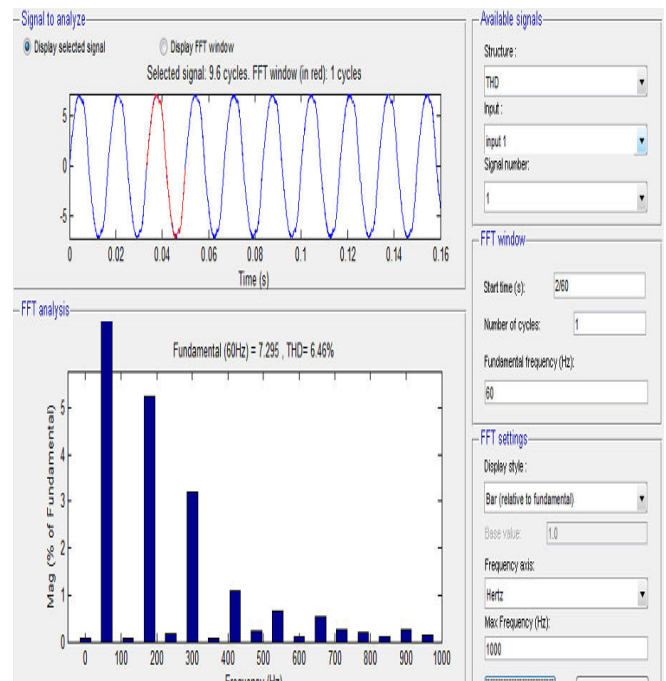 Signal to analyze
Display selected signal
Display FFT window
Selected signal: 9.6 cycles. FFT window (in red): 1 cycles
5
0
-5
0 0.02 0.04 0.06 0.08 0.1 0.12 0.14 0.16
Time (s)
FFT analysis
Fundamental (60Hz) = 7.295 , THD= 6.46%
Mag (% of Fundamental)
5
4
3
2
1
0
0 100 200 300 400 500 600 700 800 900 1000
Frequency (Hz)
Available signals
Structure :
THD
Input :
input 1
Signal number:
1
FFT window
Start time (s): 2/60
Number of cycles: 1
Fundamental frequency (Hz):
60
FFT settings
Display style :
Bar (relative to fundamental)
Base value: 1.0
Frequency axis:
Hertz
Max Frequency (Hz):
1000